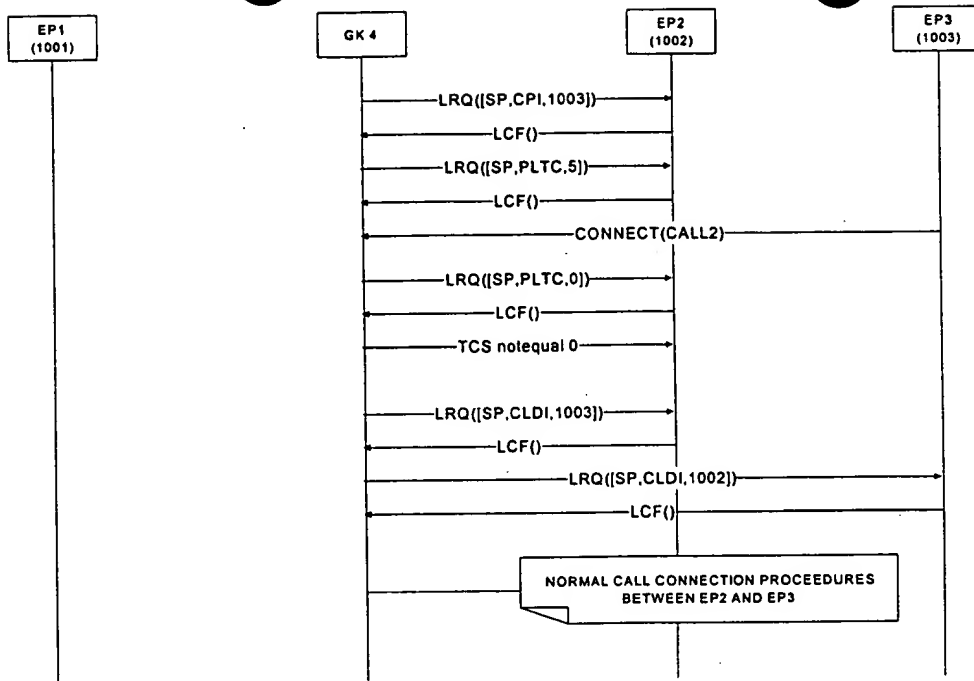 EP1
(1001)
GK 4
EP2
(1002)
EP3
(1003)
LRQ([SP,CPI,1003])
LCF()
LRQ([SP,PLTC,5])
LCF()
CONNECT(CALL2)
LRQ([SP,PLTC,0])
LCF()
TCS notequal 0
LRQ([SP,CLDI,1003])
LCF()
LRQ([SP,CLDI,1002])
LCF()
NORMAL CALL CONNECTION PROCEEDURES
BETWEEN EP2 AND EP3